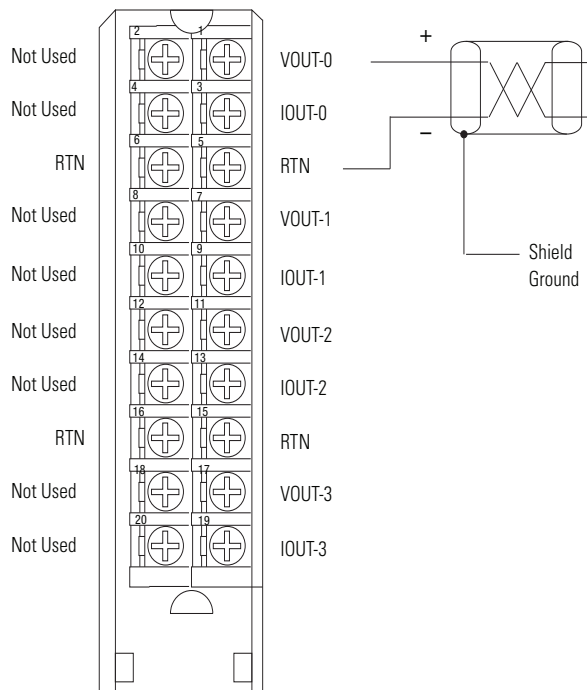 2 1
Not Used VOUT-0 +
4 3
Not Used IOUT-0
–
6 5
RTN RTN
8 7
Not Used VOUT-1
10 9
Not Used IOUT-1
Shield
Ground
12 11
Not Used VOUT-2
14 13
Not Used IOUT-2
16 15
RTN RTN
18 17
Not Used VOUT-3
20 19
Not Used IOUT-3